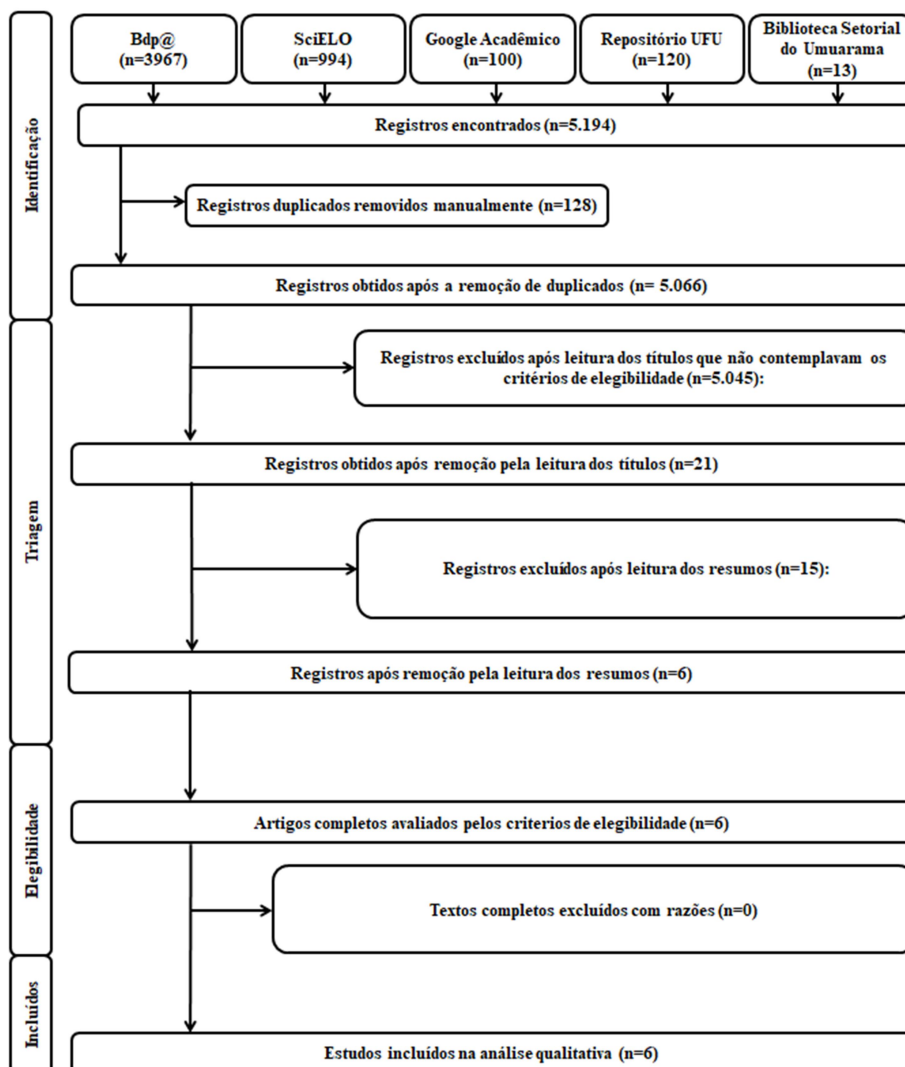 Bdp@
(n=3967)
SciELO
(n=994)
Google Acadêmico
(n=100)
Repositório UFU
(n=120)
Biblioteca Setorial
do Umuarama
(n=13)
Identificação
Registros encontrados (n=5.194)
Registros duplicados removidos manualmente (n=128)
Registros obtidos após a remoção de duplicados (n= 5.066)
Triagem
Registros excluídos após leitura dos títulos que não contemplavam os
critérios de elegibilidade (n=5.045):
Registros obtidos após remoção pela leitura dos títulos (n=21)
Registros excluídos após leitura dos resumos (n=15):
Registros após remoção pela leitura dos resumos (n=6)
Elegibilidade
Artigos completos avaliados pelos criterios de elegibilidade (n=6)
Textos completos excluídos com razões (n=0)
Incluídos
Estudos incluídos na análise qualitativa (n=6)